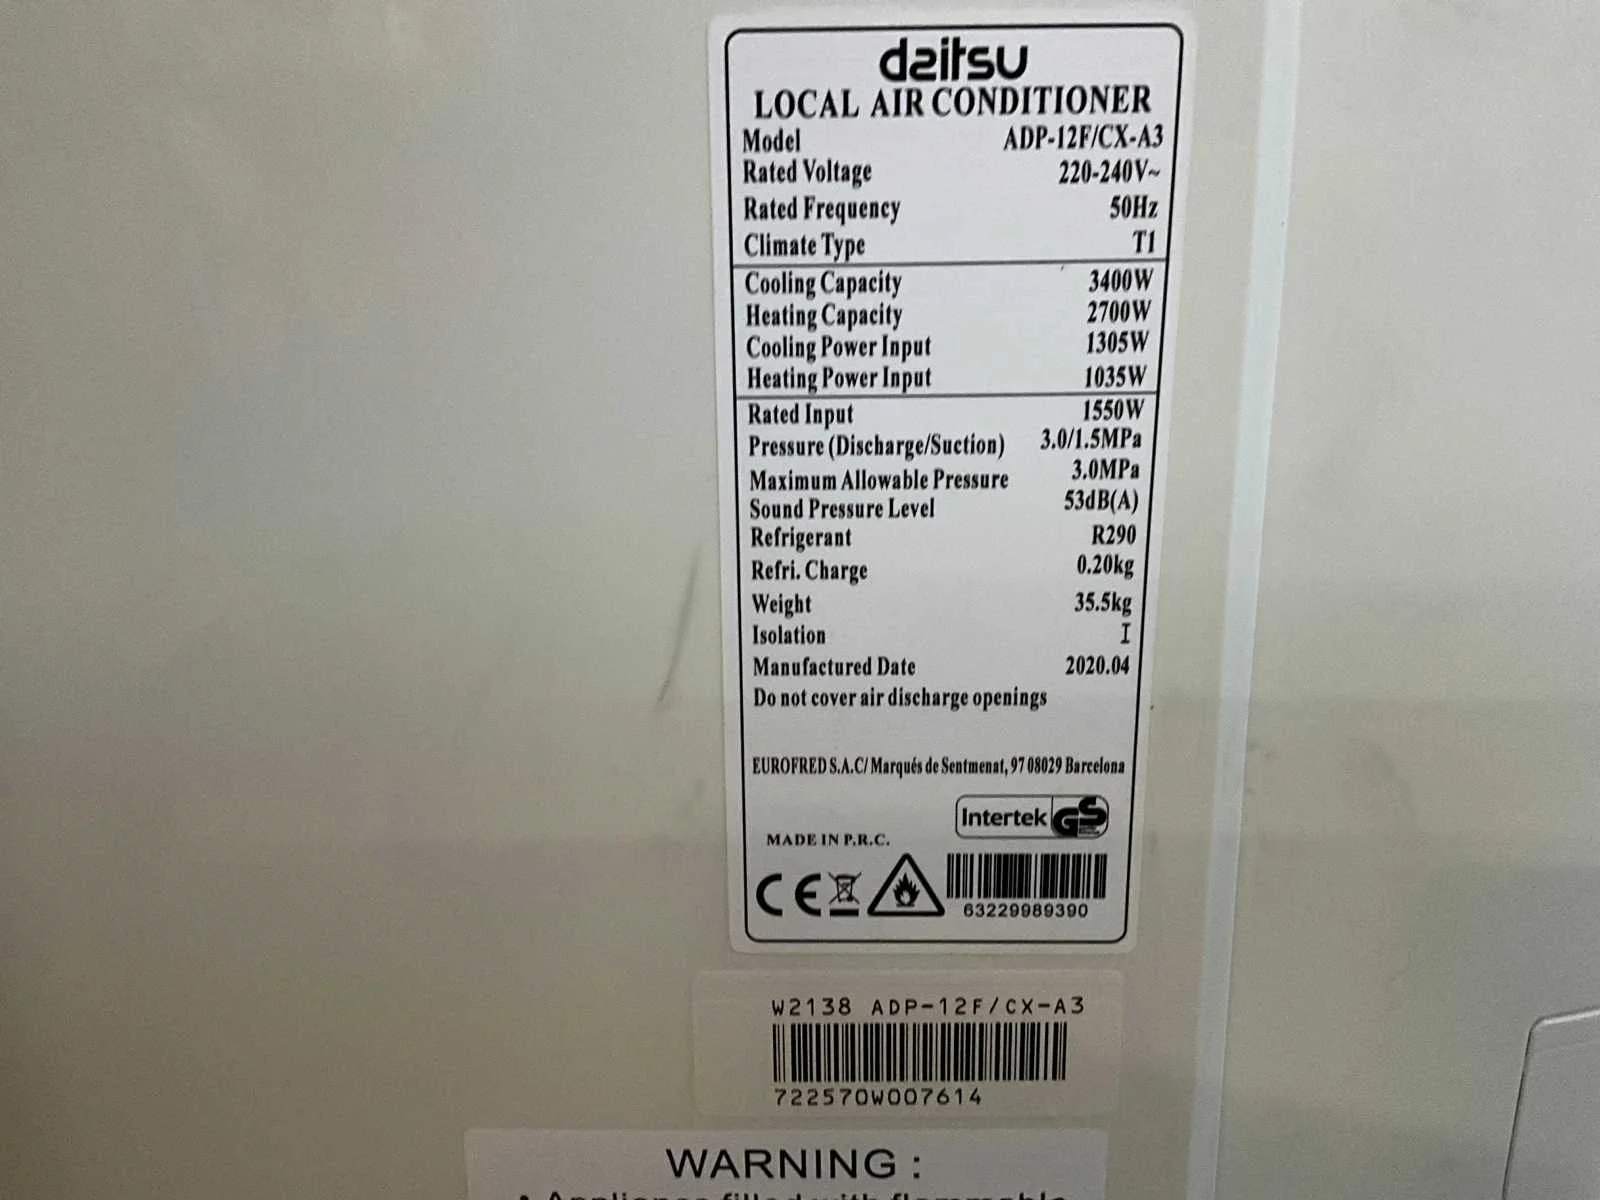 daitsu
LOCAL AIR CONDITIONER
Model ADP-12F/CX-A3
Rated Voltage 220-240V~
Rated Frequency 50Hz
Climate Type T1
Cooling Capacity 3400W
Heating Capacity 2700W
Cooling Power Input 1305W
Heating Power Input 1035W
Rated Input 1550W
Pressure (Discharge/Suction) 3.0/1.5MPa
Maximum Allowable Pressure 3.0MPa
Sound Pressure Level 53dB(A)
Refrigerant R290
Refri. Charge 0.20kg
Weight 35.5kg
Isolation I
Manufactured Date 2020.04
Do not cover air discharge openings
EUROFRED S.A.C/ Marqués de Sentmenat, 97 08029 Barcelona
Intertek GS
MADE IN P.R.C.
CE
63229989390
W2138 ADP-12F/CX-A3
722570W007614
WARNING :